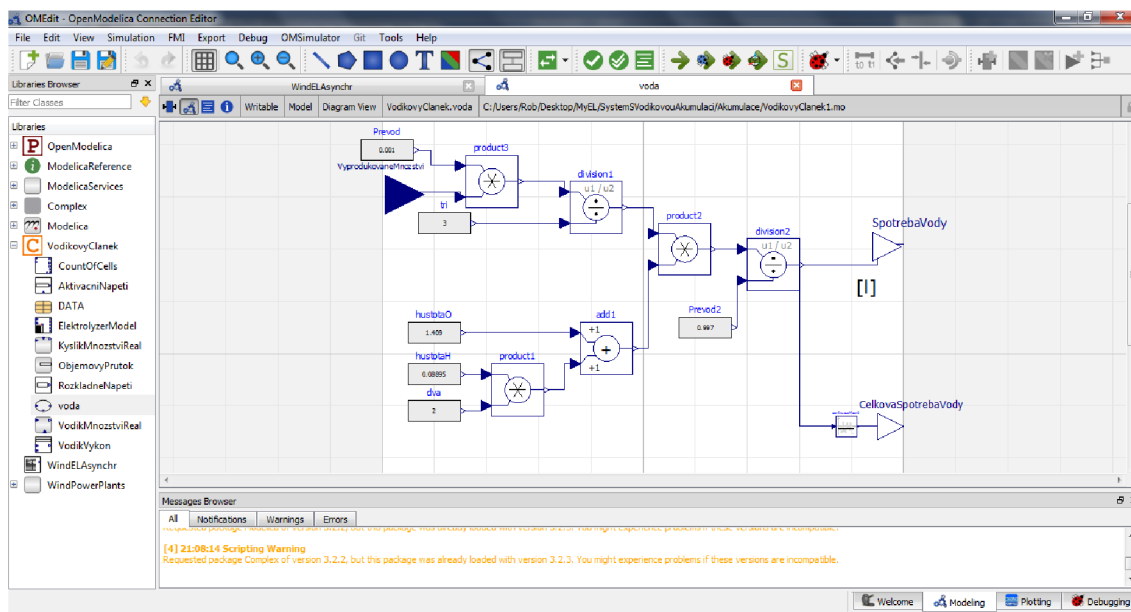 OMEdit - OpenModelica Connection Editor
File Edit View Simulation FMI Export Debug OMSimulator Git Tools Help
Libraries Browser
WindELAsynchr
voda
Filter Classes
Writable Model Diagram View VodikovyClanek.voda C:/Users/Rob/Desktop/MyEL/SystemSVodikovouAkumulaci/Akumulace/VodikovyClanek1.mo
Libraries
P OpenModelica
i ModelicaReference
ModelicaServices
Complex
Modelica
C VodikovyClanek
CountOfCells
AktivacniNapeti
DATA
ElektrolyzerModel
KyslikMnozstviReal
ObjemovyPrutok
RozkladneNapeti
voda
VodikMnozstviReal
VodikVykon
WindELAsynchr
WindPowerPlants
Prevod
0.001
product3
VyprodukovaneMnozstvi
tri
3
division1
u1 / u2
product2
division2
u1 / u2
SpotrebaVody
[l]
Prevod2
0.997
hustotaO
1.409
add1
+1
+
+1
hustotaH
0.08895
product1
dva
2
CelkovaSpotrebaVody
Messages Browser
All Notifications Warnings Errors
[4] 21:08:14 Scripting Warning
Requested package Complex of version 3.2.2, but this package was already loaded with version 3.2.3. You might experience problems if these versions are incompatible.
Welcome Modeling Plotting Debugging